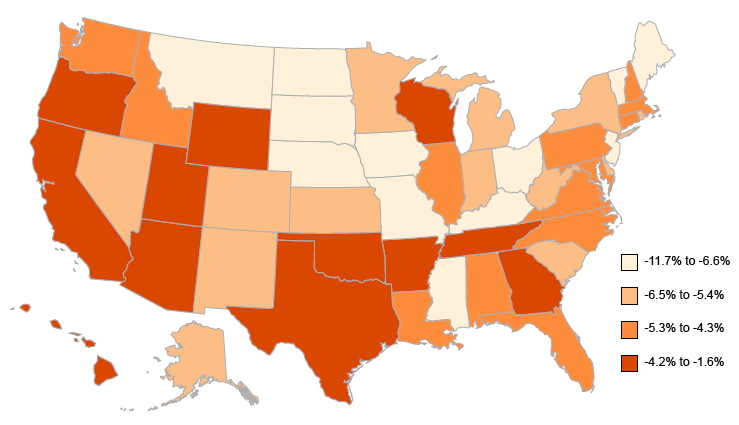 -11.7% to -6.6%
-6.5% to -5.4%
-5.3% to -4.3%
-4.2% to -1.6%